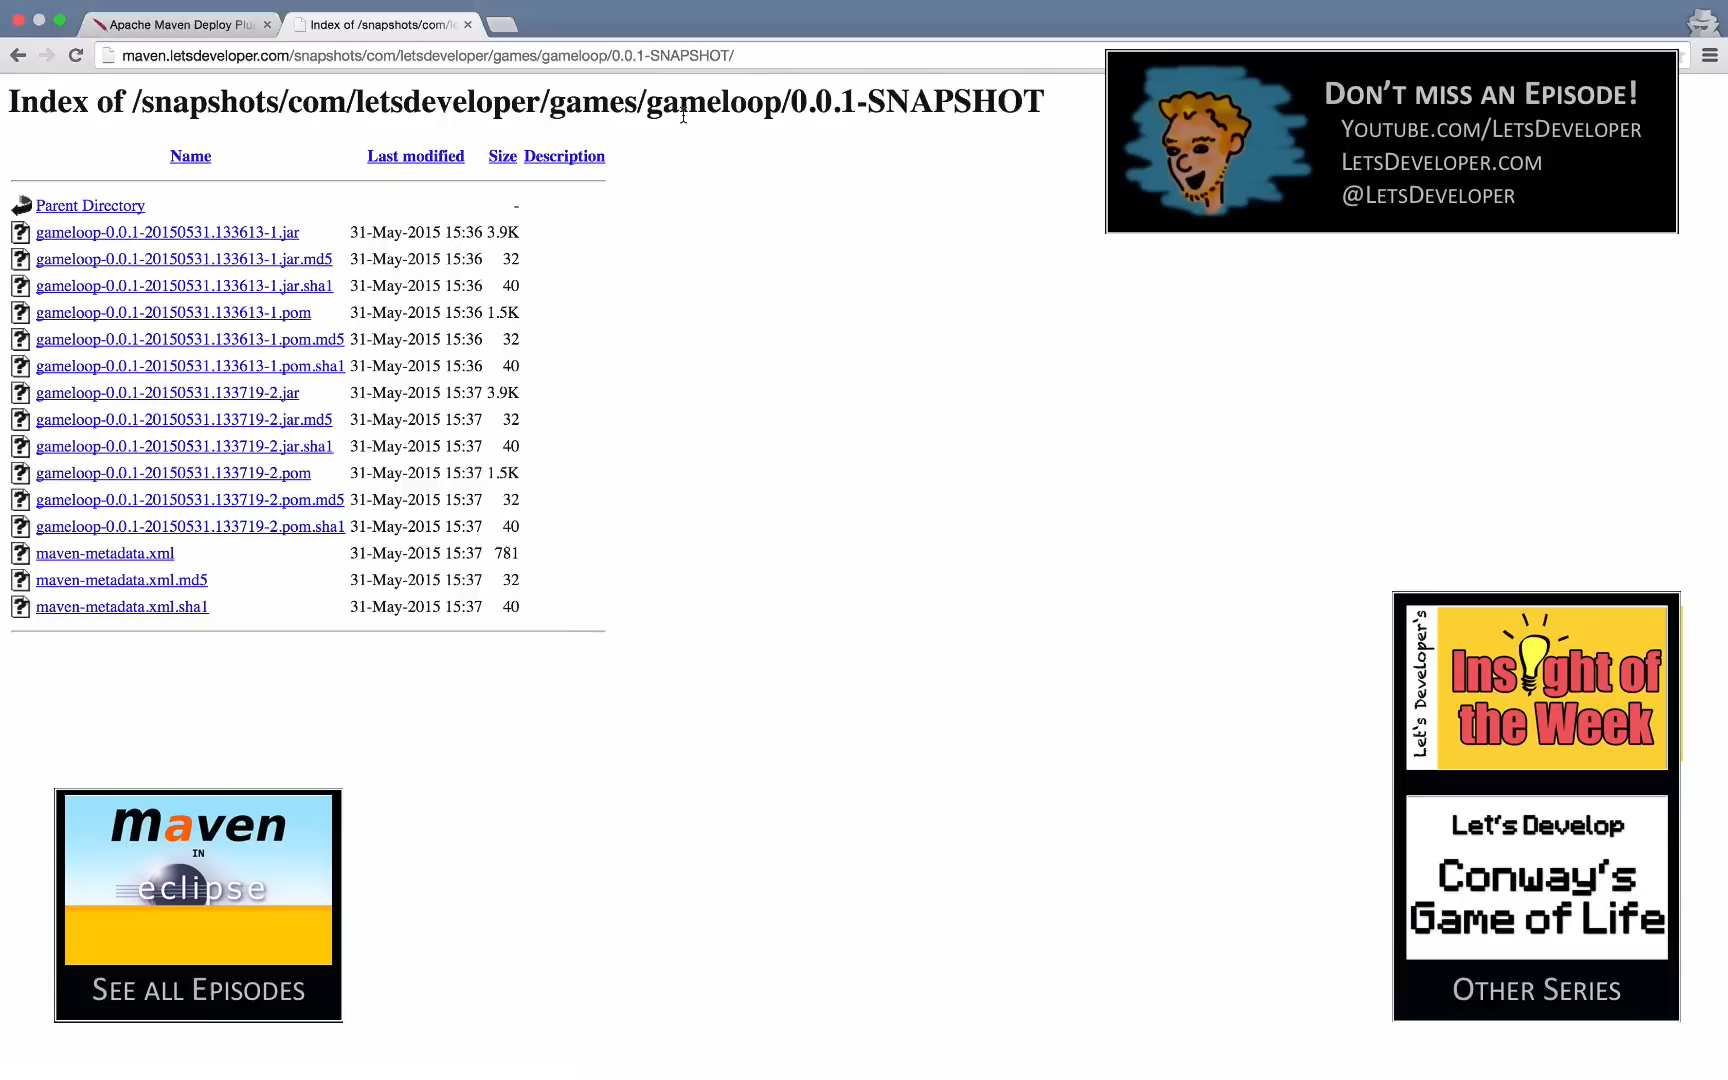 Apache Maven Deploy Plu
Index of /snapshots/com/le
maven.letsdeveloper.com/snapshots/com/letsdeveloper/games/gameloop/0.0.1-SNAPSHOT/
Index of /snapshots/com/letsdeveloper/games/gameloop/0.0.1-SNAPSHOT
Name Last modified Size Description
Parent Directory -
gameloop-0.0.1-20150531.133613-1.jar 31-May-2015 15:36 3.9K
gameloop-0.0.1-20150531.133613-1.jar.md5 31-May-2015 15:36 32
gameloop-0.0.1-20150531.133613-1.jar.sha1 31-May-2015 15:36 40
gameloop-0.0.1-20150531.133613-1.pom 31-May-2015 15:36 1.5K
gameloop-0.0.1-20150531.133613-1.pom.md5 31-May-2015 15:36 32
gameloop-0.0.1-20150531.133613-1.pom.sha1 31-May-2015 15:36 40
gameloop-0.0.1-20150531.133719-2.jar 31-May-2015 15:37 3.9K
gameloop-0.0.1-20150531.133719-2.jar.md5 31-May-2015 15:37 32
gameloop-0.0.1-20150531.133719-2.jar.sha1 31-May-2015 15:37 40
gameloop-0.0.1-20150531.133719-2.pom 31-May-2015 15:37 1.5K
gameloop-0.0.1-20150531.133719-2.pom.md5 31-May-2015 15:37 32
gameloop-0.0.1-20150531.133719-2.pom.sha1 31-May-2015 15:37 40
maven-metadata.xml 31-May-2015 15:37 781
maven-metadata.xml.md5 31-May-2015 15:37 32
maven-metadata.xml.sha1 31-May-2015 15:37 40
DON'T MISS AN EPISODE!
YOUTUBE.COM/LETSDEVELOPER
LETSDEVELOPER.COM
@LETSDEVELOPER
Let's Developer's
Insight of
the Week
Let's Develop
Conway's
Game of Life
OTHER SERIES
maven
IN
eclipse
SEE ALL EPISODES